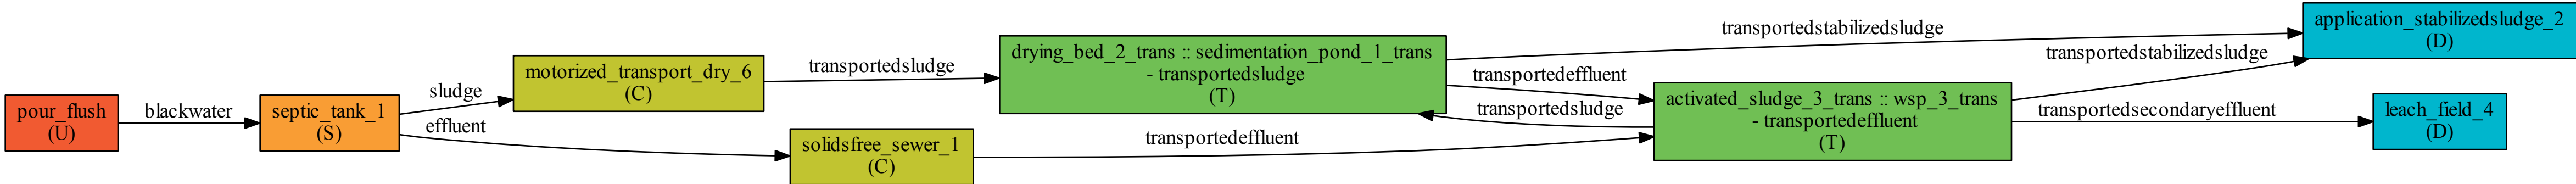 pour_flush
(U)
blackwater
septic_tank_1
(S)
sludge
effluent
motorized_transport_dry_6
(C)
solidsfree_sewer_1
(C)
transportedsludge
transportedeffluent
drying_bed_2_trans :: sedimentation_pond_1_trans
- transportedsludge
(T)
transportedstabilizedsludge
transportedeffluent
transportedsludge
activated_sludge_3_trans :: wsp_3_trans
- transportedeffluent
(T)
transportedstabilizedsludge
transportedsecondaryeffluent
application_stabilizedsludge_2
(D)
leach_field_4
(D)